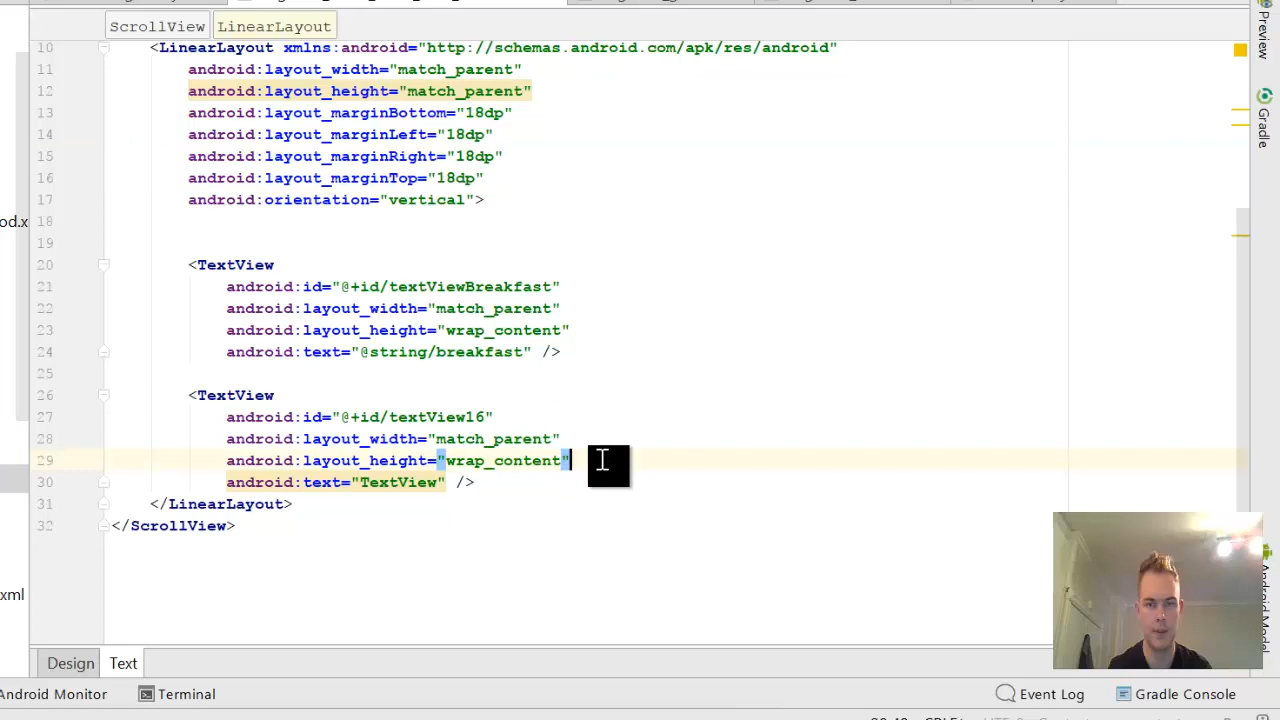 ScrollView LinearLayout
Preview
Gradle
10 <LinearLayout xmlns:android="http://schemas.android.com/apk/res/android"
11 android:layout_width="match_parent"
12 android:layout_height="match_parent"
13 android:layout_marginBottom="18dp"
14 android:layout_marginLeft="18dp"
15 android:layout_marginRight="18dp"
16 android:layout_marginTop="18dp"
17 android:orientation="vertical">
od.x 18
19
20 <TextView
21 android:id="@+id/textViewBreakfast"
22 android:layout_width="match_parent"
23 android:layout_height="wrap_content"
24 android:text="@string/breakfast" />
25
26 <TextView
27 android:id="@+id/textView16"
28 android:layout_width="match_parent"
29 android:layout_height="wrap_content"
30 android:text="TextView" />
31 </LinearLayout>
32 </ScrollView>
xml
Android Model
Design Text
Android Monitor Terminal Event Log Gradle Console